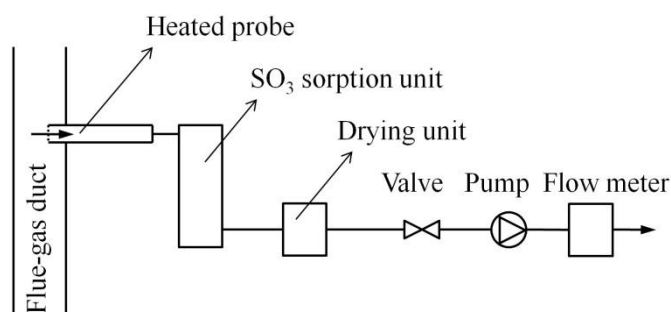 Heated probe
SO₃ sorption unit
Drying unit
Valve Pump Flow meter
Flue-gas duct